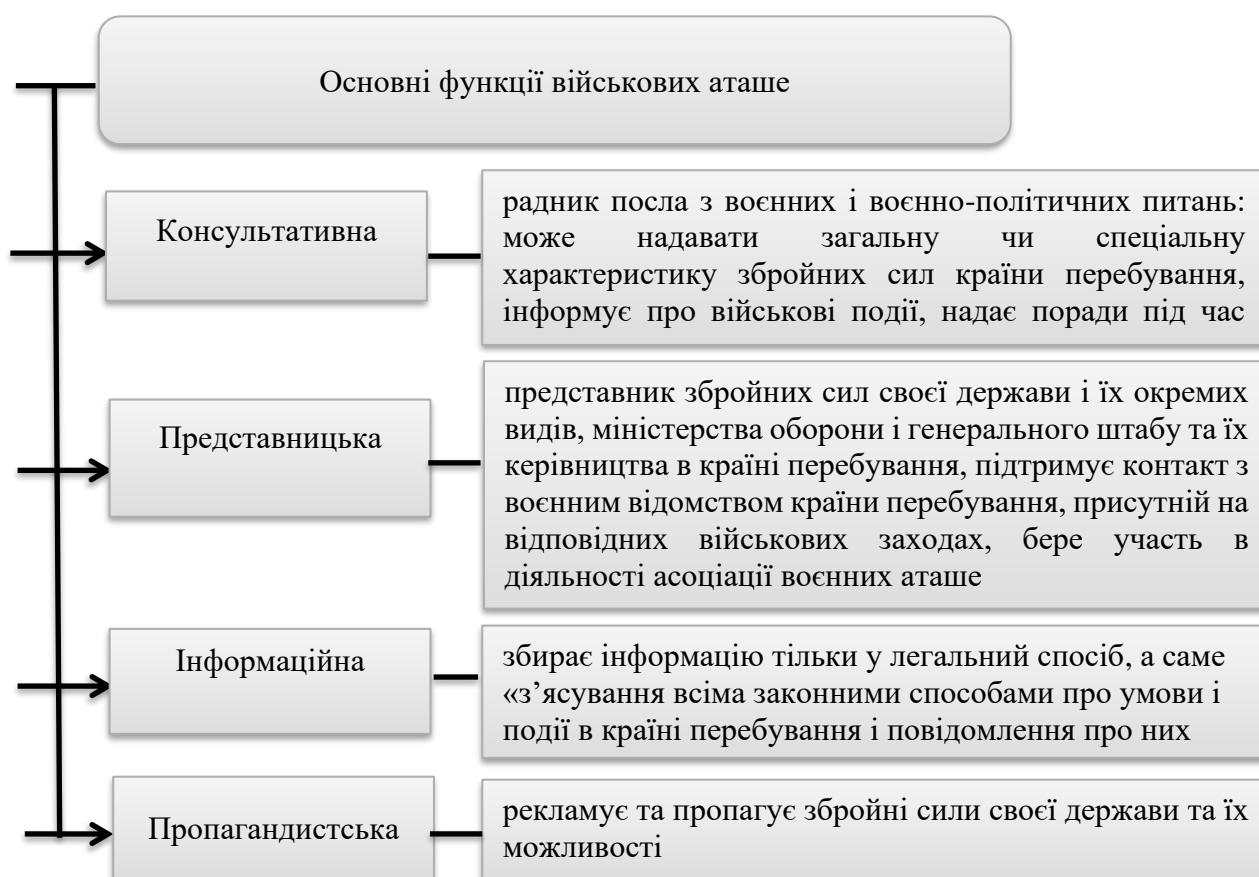 Основні функції військових аташе
Консультативна
радник посла з воєнних і воєнно-політичних питань:
може надавати загальну чи спеціальну
характеристику збройних сил країни перебування,
інформує про військові події, надає поради під час
Представницька
представник збройних сил своєї держави і їх окремих
видів, міністерства оборони і генерального штабу та їх
керівництва в країні перебування, підтримує контакт з
воєнним відомством країни перебування, присутній на
відповідних військових заходах, бере участь в
діяльності асоціації воєнних аташе
Інформаційна
збирає інформацію тільки у легальний спосіб, а саме
«з’ясування всіма законними способами про умови і
події в країні перебування і повідомлення про них
Пропагандистська
рекламує та пропагує збройні сили своєї держави та їх
можливості